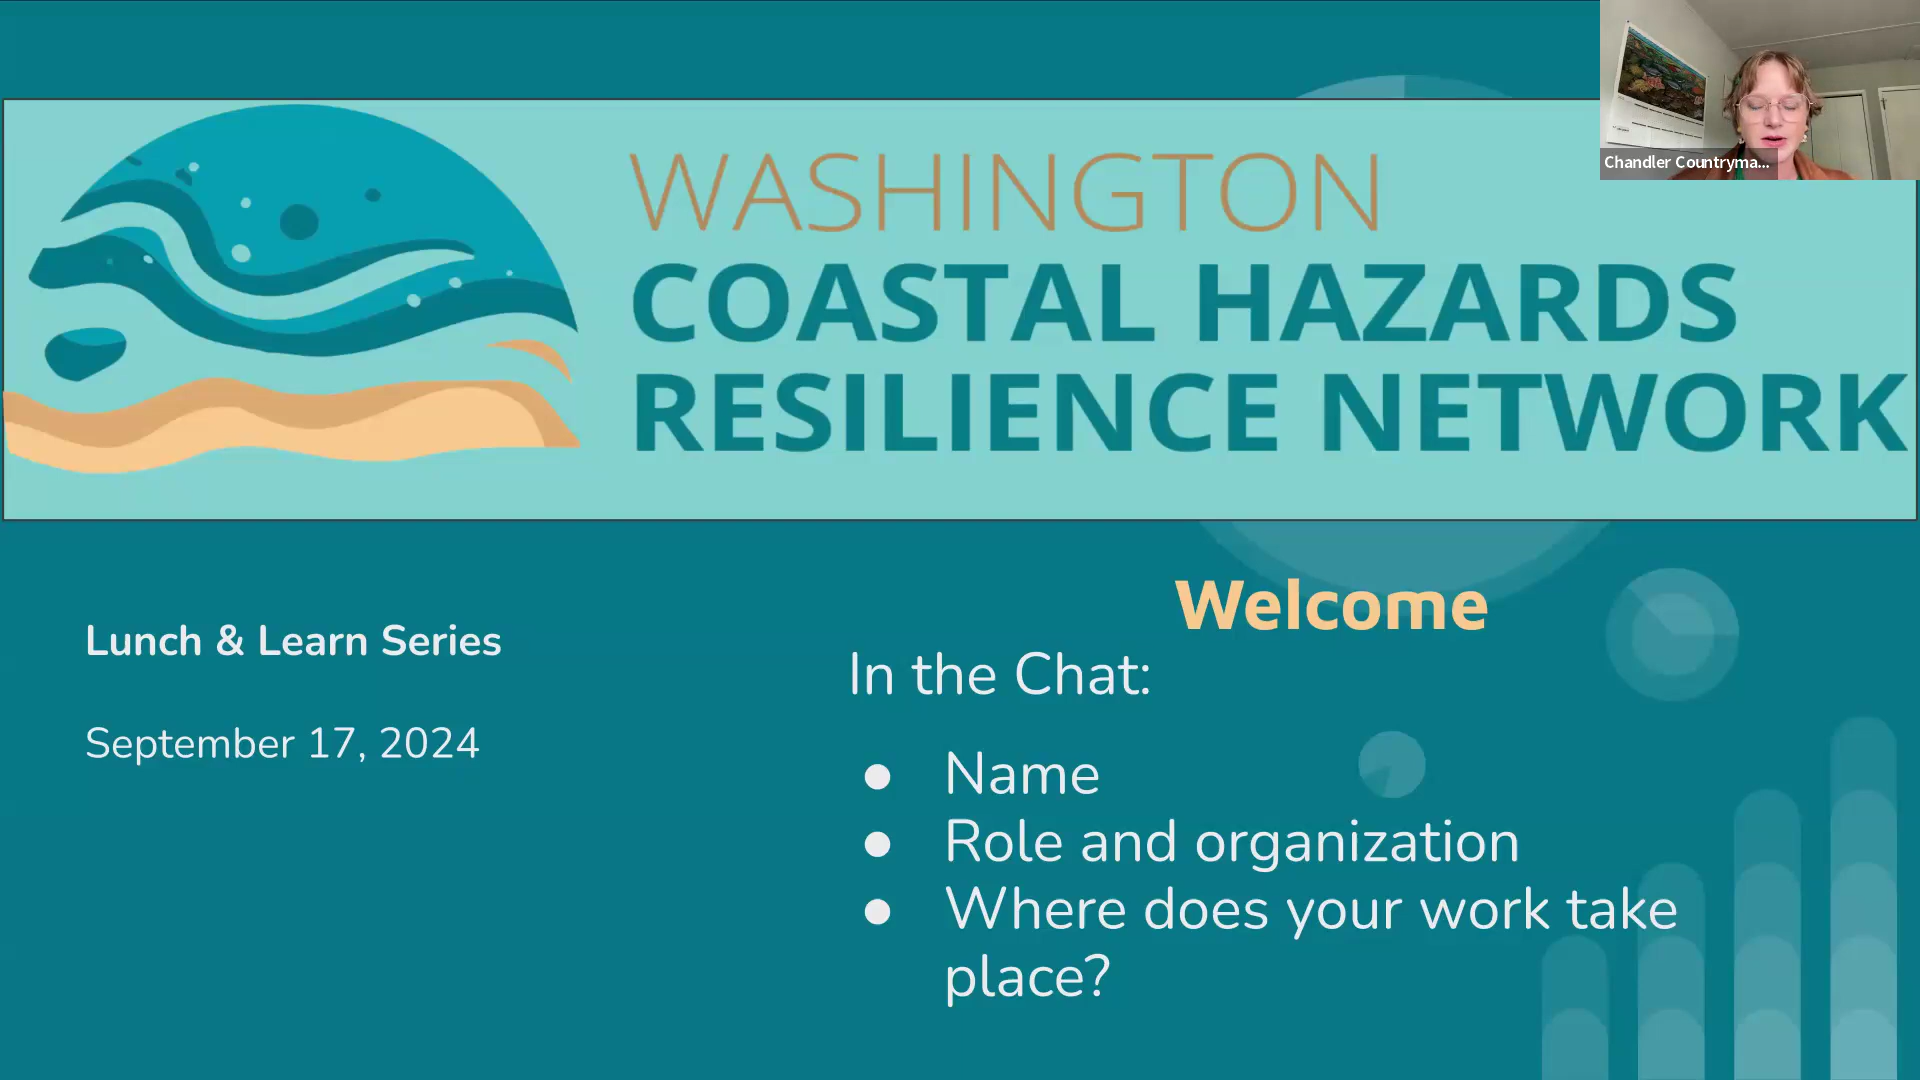 WASHINGTON
COASTAL HAZARDS
RESILIENCE NETWORK
Chandler Countryma...
Lunch & Learn Series
September 17, 2024
Welcome
In the Chat:
● Name
● Role and organization
● Where does your work take
place?